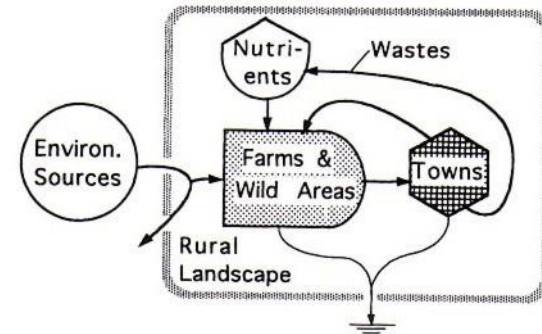 Nutri-
ents
Wastes
Environ.
Sources
Farms &
Wild Areas
Towns
Rural
Landscape